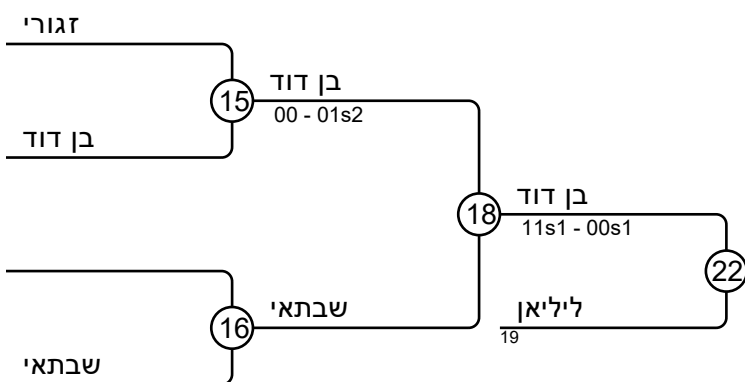 זגורי
בן דוד
15
00 - 01s2
בן דוד
בן דוד
18
11s1 - 00s1
22
שבתאי
ליליאן
16
19
שבתאי